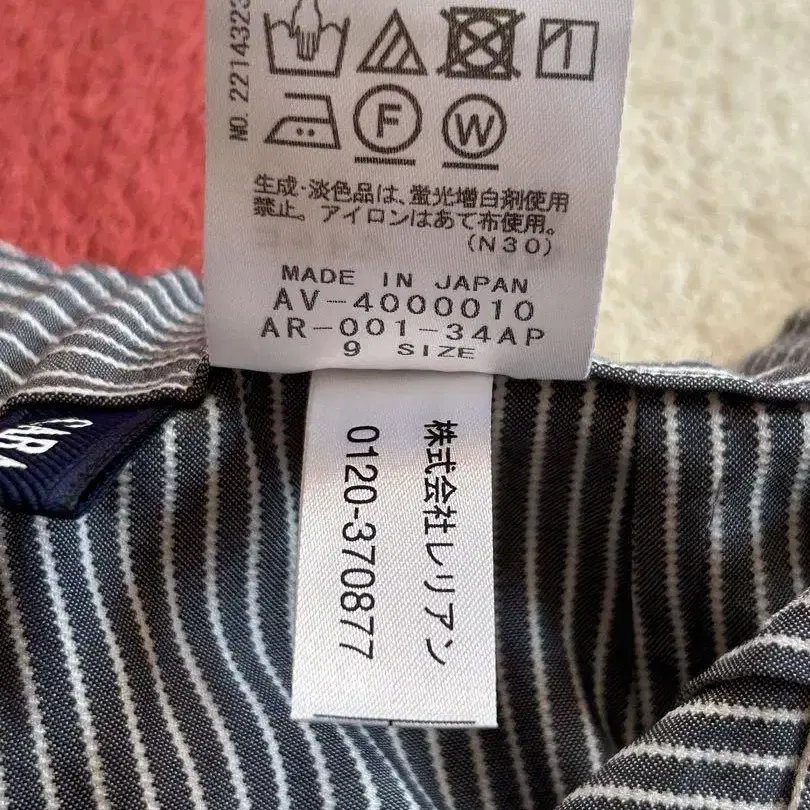 NO. 2214323
F
W
生成・淡色品は、蛍光増白剤使用
禁止。アイロンはあて布使用。
(N30)
MADE IN JAPAN
AV-4000010
AR-001-34AP
9 SIZE
株式会社レリアン
0120-370877